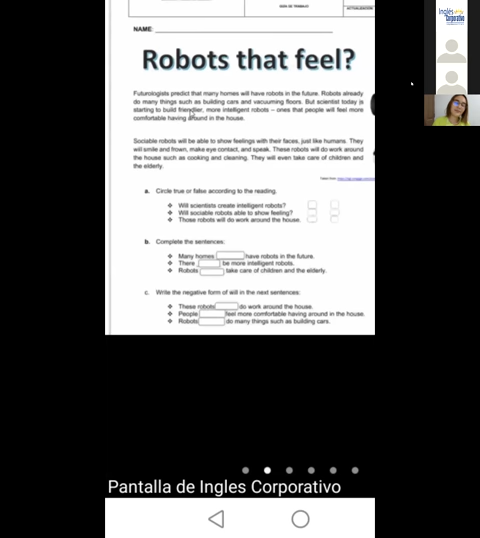 GUÍA DE TRABAJO
ACTUALIZACIÓN
Inglés
Corporativo
NAME:
Robots that feel?
Futurologists predict that many homes will have robots in the future. Robots already
do many things such as building cars and vacuuming floors. But scientist today is
starting to build friendlier, more intelligent robots – ones that people will feel more
comfortable having around in the house.
Sociable robots will be able to show feelings with their faces, just like humans. They
will smile and frown, make eye contact, and speak. These robots will do work around
the house such as cooking and cleaning. They will even take care of children and
the elderly.
a. Circle true or false according to the reading.
❖ Will scientists create intelligent robots?
❖ Will sociable robots able to show feeling?
❖ Those robots will do work around the house.
b. Complete the sentences:
❖ Many homes have robots in the future.
❖ There be more intelligent robots.
❖ Robots take care of children and the elderly.
c. Write the negative form of will in the next sentences:
❖ These robots do work around the house.
❖ People feel more comfortable having around in the house.
❖ Robots do many things such as building cars.
Pantalla de Ingles Corporativo